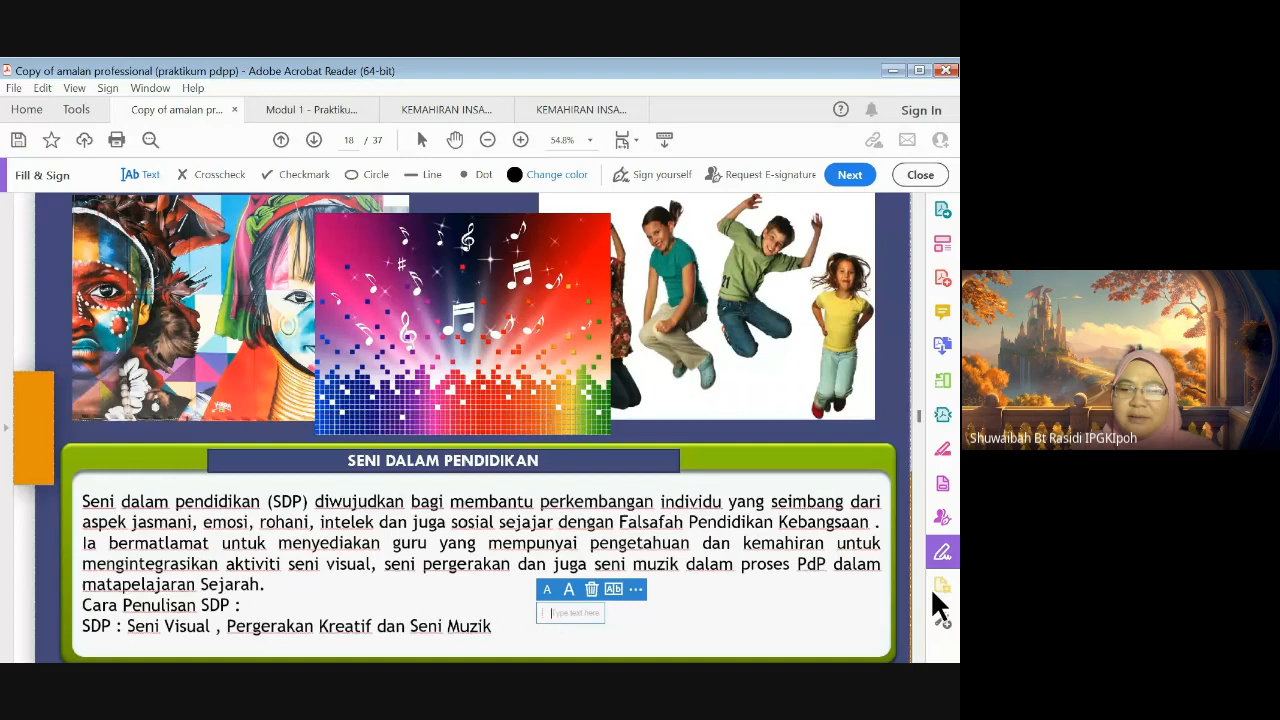 Copy of amalan professional (praktikum pdpp) - Adobe Acrobat Reader (64-bit)
File Edit View Sign Window Help
Home Tools Copy of amalan pr... × Modul 1 - Praktiku... KEMAHIRAN INSA... KEMAHIRAN INSA... Sign In
18 / 37 54.8%
Fill & Sign Ab Text Crosscheck Checkmark Circle Line Dot Change color Sign yourself Request E-signature Next Close
21
SENI DALAM PENDIDIKAN
Seni dalam pendidikan (SDP) diwujudkan bagi membantu perkembangan individu yang seimbang dari
aspek jasmani, emosi, rohani, intelek dan juga sosial sejajar dengan Falsafah Pendidikan Kebangsaan .
Ia bermatlamat untuk menyediakan guru yang mempunyai pengetahuan dan kemahiran untuk
mengintegrasikan aktiviti seni visual, seni pergerakan dan juga seni muzik dalam proses PdP dalam
matapelajaran Sejarah.
A A Ab ...
Cara Penulisan SDP :
Type text here
SDP : Seni Visual , Pergerakan Kreatif dan Seni Muzik
Shuwaibah Bt Rasidi IPGKIpoh